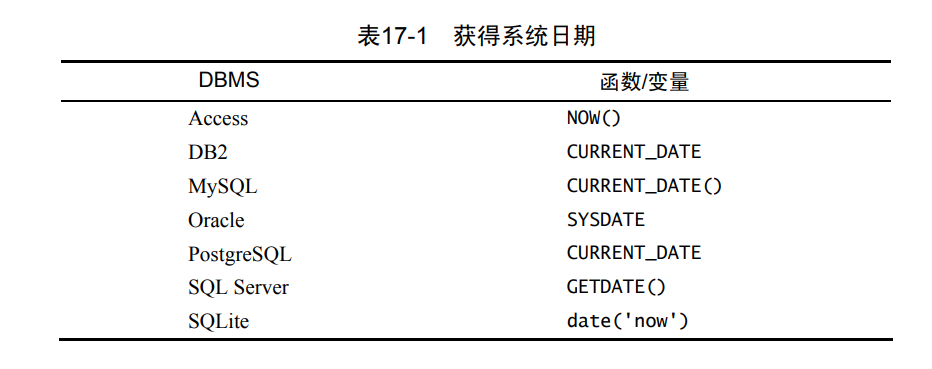 表17-1 获得系统日期
DBMS 函数/变量
Access NOW()
DB2 CURRENT_DATE
MySQL CURRENT_DATE()
Oracle SYSDATE
PostgreSQL CURRENT_DATE
SQL Server GETDATE()
SQLite date('now')